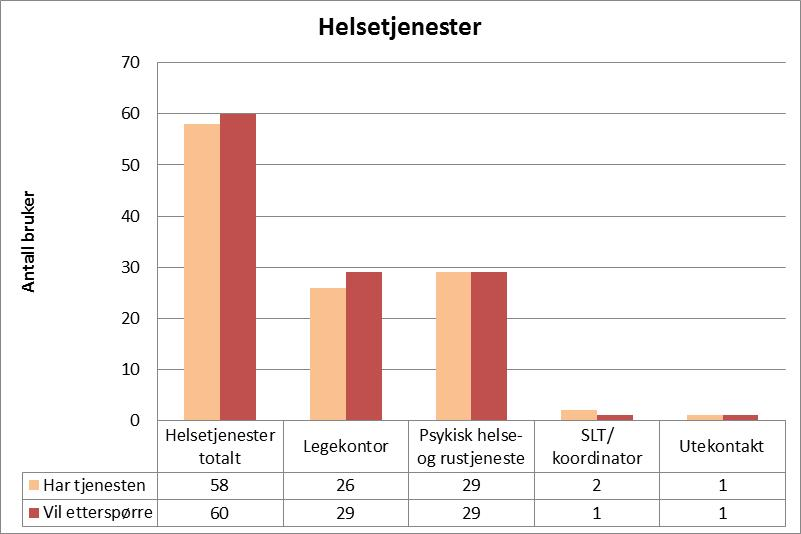 Helsetjenester
70
60
50
40
30
20
10
0
Antall bruker
Helsetjenester totalt Legekontor Psykisk helse- og rustjeneste SLT/ koordinator Utekontakt
Har tjenesten 58 26 29 2 1
Vil etterspørre 60 29 29 1 1